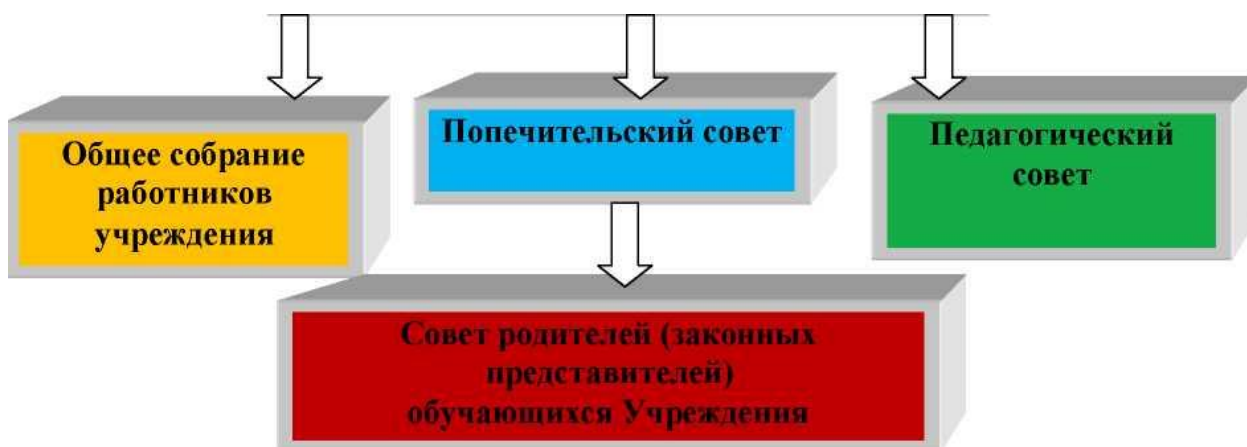 Общее собрание
работников
учреждения
Попечительский совет
Педагогический
совет
Совет родителей (законных
представителей)
обучающихся Учреждения